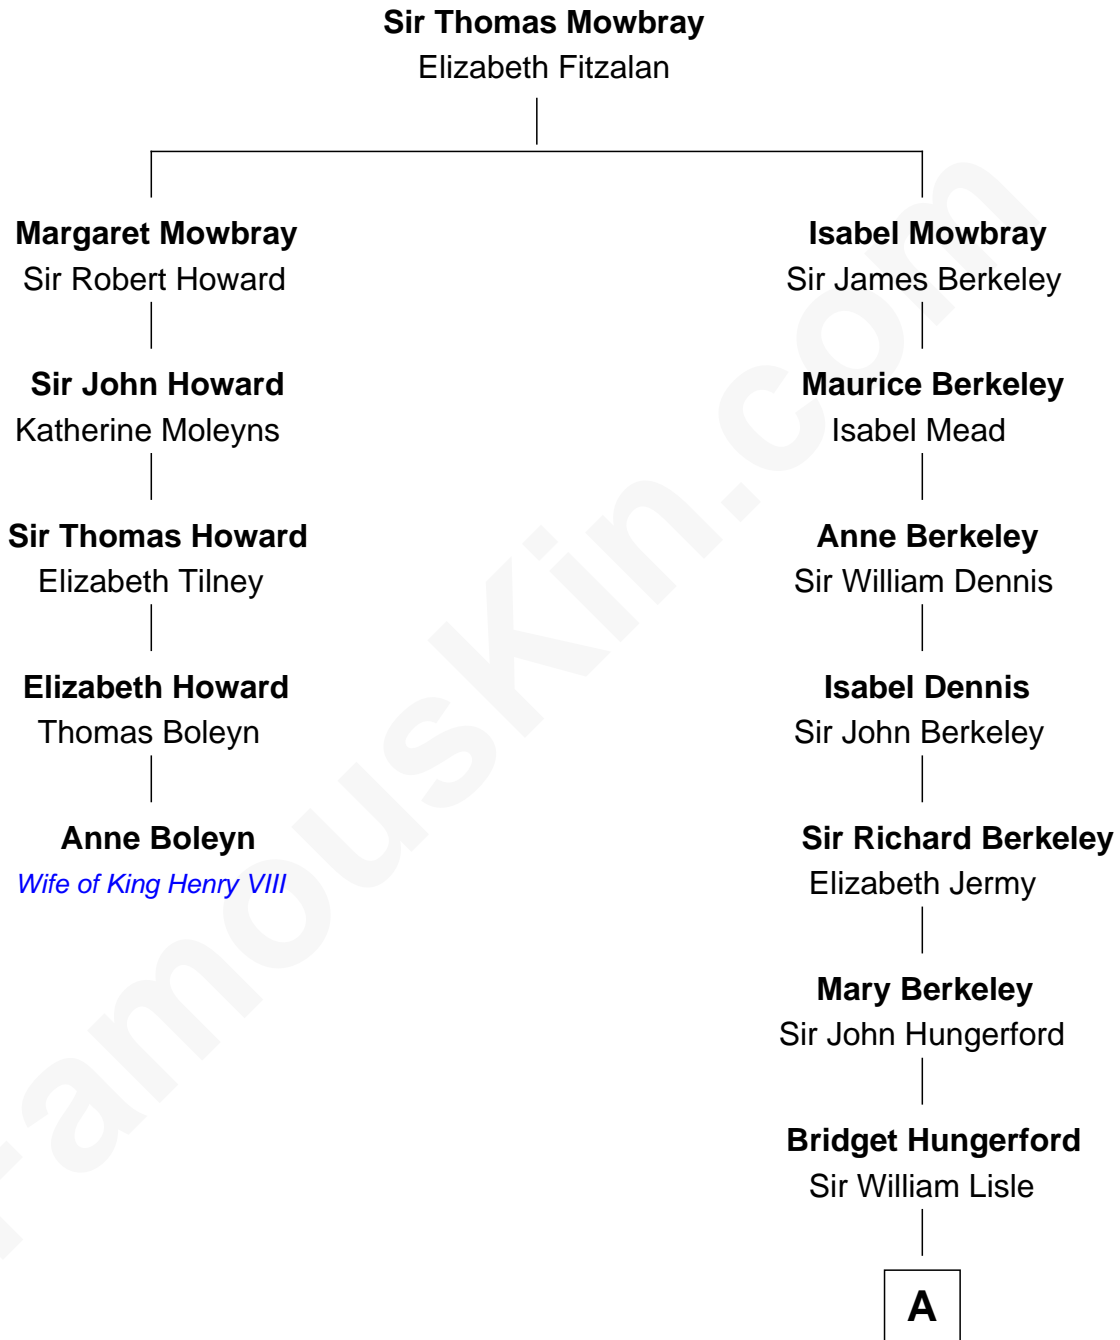 Sir Thomas Mowbray
Elizabeth Fitzalan
Margaret Mowbray
Sir Robert Howard
Isabel Mowbray
Sir James Berkeley
Sir John Howard
Katherine Moleyns
Maurice Berkeley
Isabel Mead
Sir Thomas Howard
Elizabeth Tilney
Anne Berkeley
Sir William Dennis
Elizabeth Howard
Thomas Boleyn
Isabel Dennis
Sir John Berkeley
Anne Boleyn
Wife of King Henry VIII
Sir Richard Berkeley
Elizabeth Jermy
Mary Berkeley
Sir John Hungerford
Bridget Hungerford
Sir William Lisle
A
FamousKin.com